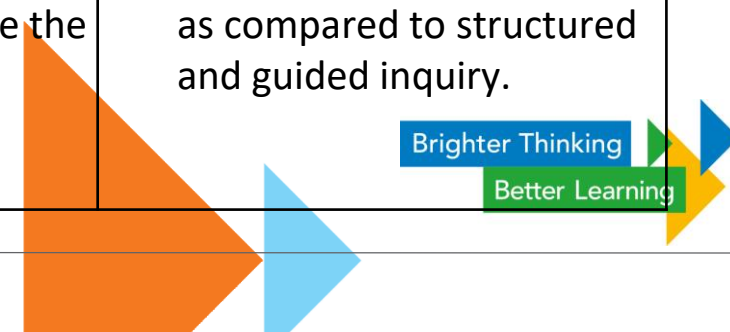 e the
as compared to structured
and guided inquiry.
Brighter Thinking
Better Learning